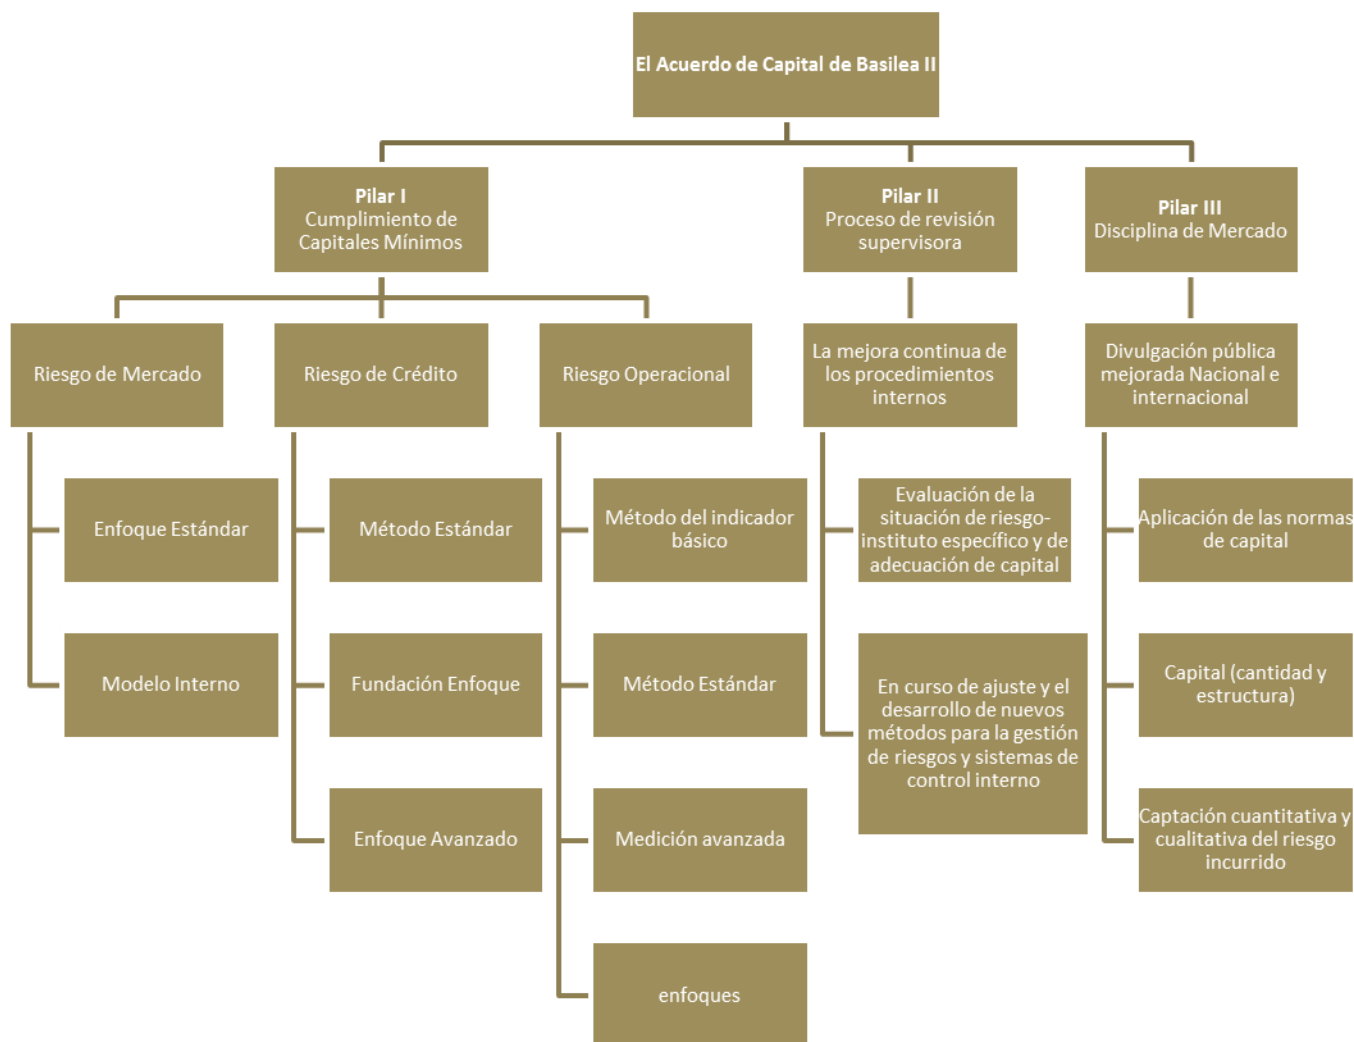 El Acuerdo de Capital de Basilea II
Pilar I
Cumplimiento de
Capitales Mínimos
Pilar II
Proceso de revisión
supervisora
Pilar III
Disciplina de Mercado
Riesgo de Mercado
Riesgo de Crédito
Riesgo Operacional
La mejora continua de
los procedimientos
internos
Divulgación pública
mejorada Nacional e
internacional
Enfoque Estándar
Método Estándar
Método del indicador
básico
Evaluación de la
situación de riesgo-
instituto específico y de
adecuación de capital
Aplicación de las normas
de capital
Modelo Interno
Fundación Enfoque
Método Estándar
En curso de ajuste y el
desarrollo de nuevos
métodos para la gestión
de riesgos y sistemas de
control interno
Capital (cantidad y
estructura)
Enfoque Avanzado
Medición avanzada
Captación cuantitativa y
cualitativa del riesgo
incurrido
enfoques